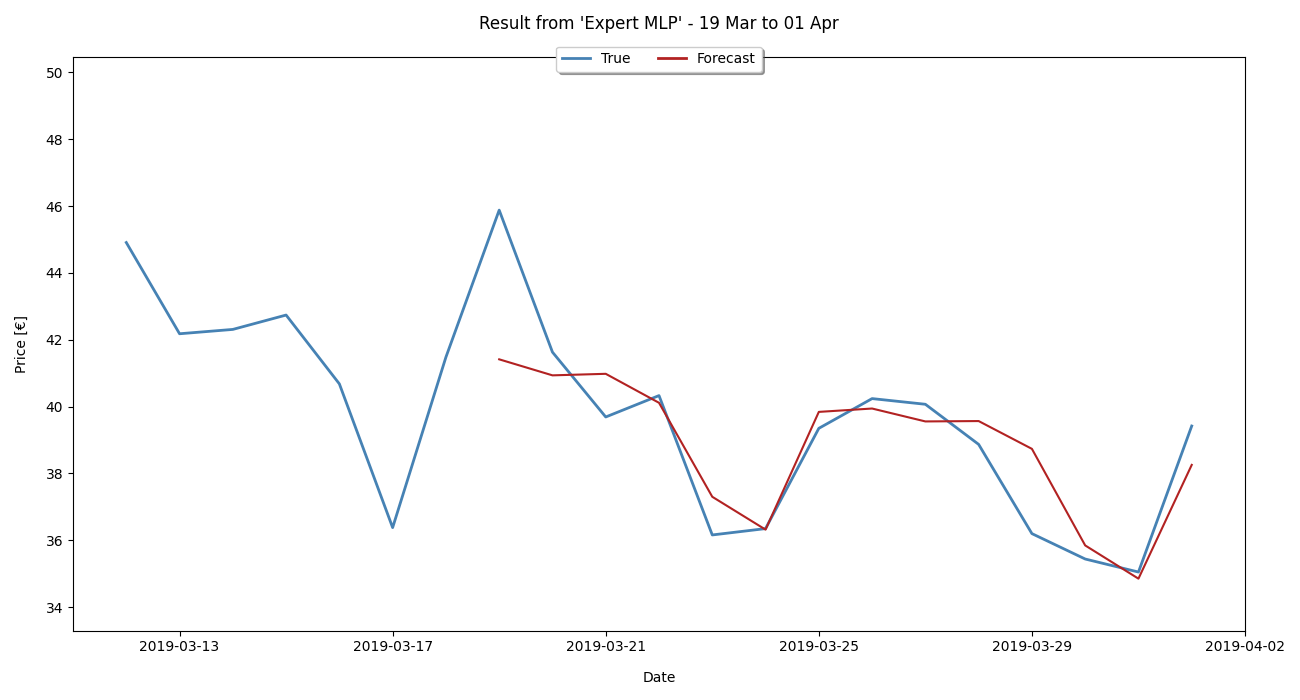 Result from 'Expert MLP' - 19 Mar to 01 Apr
True Forecast
50
48
46
44
42
40
38
36
34
Price [€]
2019-03-13 2019-03-17 2019-03-21 2019-03-25 2019-03-29 2019-04-02
Date